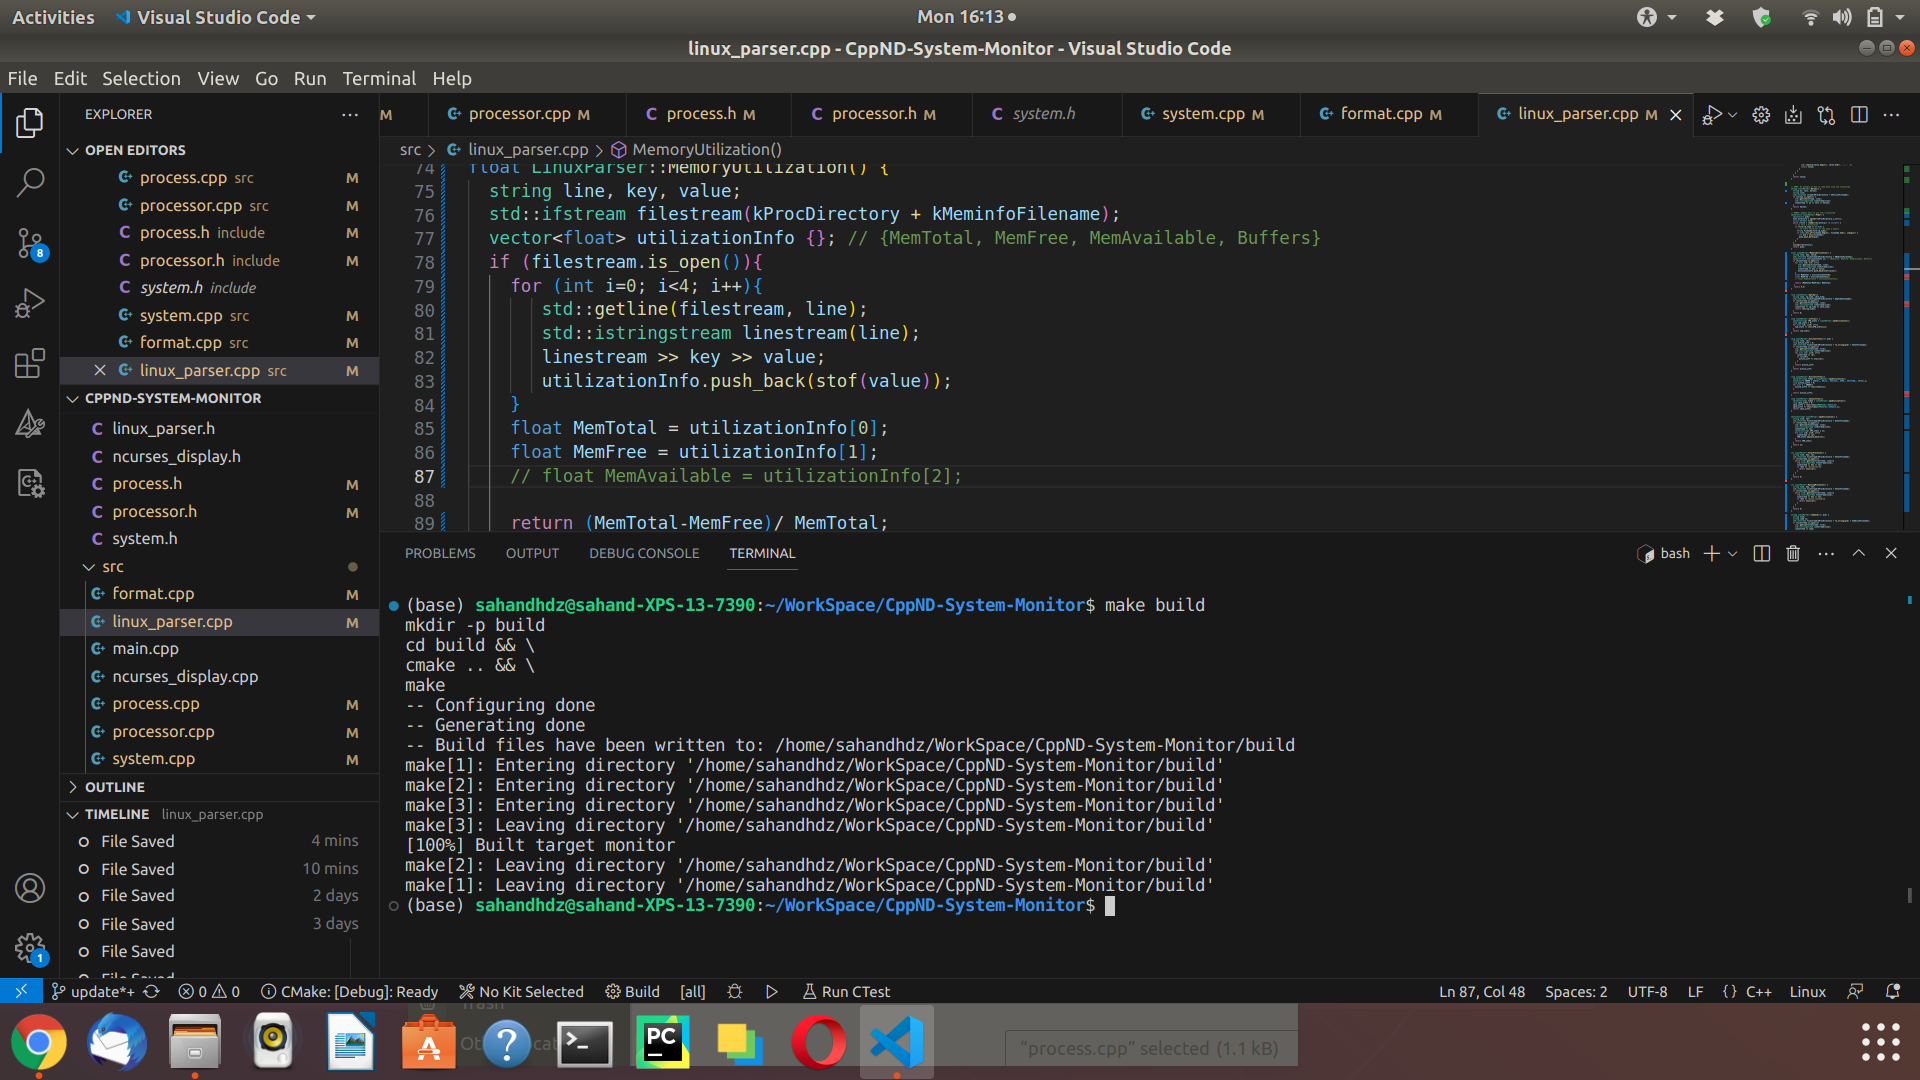 Activities
Visual Studio Code
Mon 16:13
linux_parser.cpp - CppND-System-Monitor - Visual Studio Code
File Edit Selection View Go Run Terminal Help
EXPLORER
M
processor.cpp M
process.h M
processor.h M
system.h
system.cpp M
format.cpp M
linux_parser.cpp M
OPEN EDITORS
process.cpp src M
processor.cpp src M
process.h include M
processor.h include M
system.h include
system.cpp src M
format.cpp src M
linux_parser.cpp src M
CPPND-SYSTEM-MONITOR
linux_parser.h
ncurses_display.h
process.h M
processor.h M
system.h
src
format.cpp M
linux_parser.cpp M
main.cpp
ncurses_display.cpp
process.cpp M
processor.cpp M
system.cpp M
OUTLINE
TIMELINE linux_parser.cpp
File Saved 4 mins
File Saved 10 mins
File Saved 2 days
File Saved 3 days
File Saved
File Saved
8
1
src > linux_parser.cpp > MemoryUtilization()
74 float LinuxParser::MemoryUtilization() {
75 string line, key, value;
76 std::ifstream filestream(kProcDirectory + kMeminfoFilename);
77 vector<float> utilizationInfo {}; // {MemTotal, MemFree, MemAvailable, Buffers}
78 if (filestream.is_open()){
79 for (int i=0; i<4; i++){
80 std::getline(filestream, line);
81 std::istringstream linestream(line);
82 linestream >> key >> value;
83 utilizationInfo.push_back(stof(value));
84 }
85 float MemTotal = utilizationInfo[0];
86 float MemFree = utilizationInfo[1];
87 // float MemAvailable = utilizationInfo[2];
88
89 return (MemTotal-MemFree)/ MemTotal;
PROBLEMS OUTPUT DEBUG CONSOLE TERMINAL
bash
(base) sahandhdz@sahand-XPS-13-7390:~/WorkSpace/CppND-System-Monitor$ make build
mkdir -p build
cd build && \
cmake .. && \
make
-- Configuring done
-- Generating done
-- Build files have been written to: /home/sahandhdz/WorkSpace/CppND-System-Monitor/build
make[1]: Entering directory '/home/sahandhdz/WorkSpace/CppND-System-Monitor/build'
make[2]: Entering directory '/home/sahandhdz/WorkSpace/CppND-System-Monitor/build'
make[3]: Entering directory '/home/sahandhdz/WorkSpace/CppND-System-Monitor/build'
make[3]: Leaving directory '/home/sahandhdz/WorkSpace/CppND-System-Monitor/build'
[100%] Built target monitor
make[2]: Leaving directory '/home/sahandhdz/WorkSpace/CppND-System-Monitor/build'
make[1]: Leaving directory '/home/sahandhdz/WorkSpace/CppND-System-Monitor/build'
(base) sahandhdz@sahand-XPS-13-7390:~/WorkSpace/CppND-System-Monitor$
update*+
0 0
CMake: [Debug]: Ready
No Kit Selected
Build
[all]
Run CTest
Ln 87, Col 48
Spaces: 2
UTF-8
LF
{} C++
Linux
PC
"process.cpp" selected (1.1 kB)